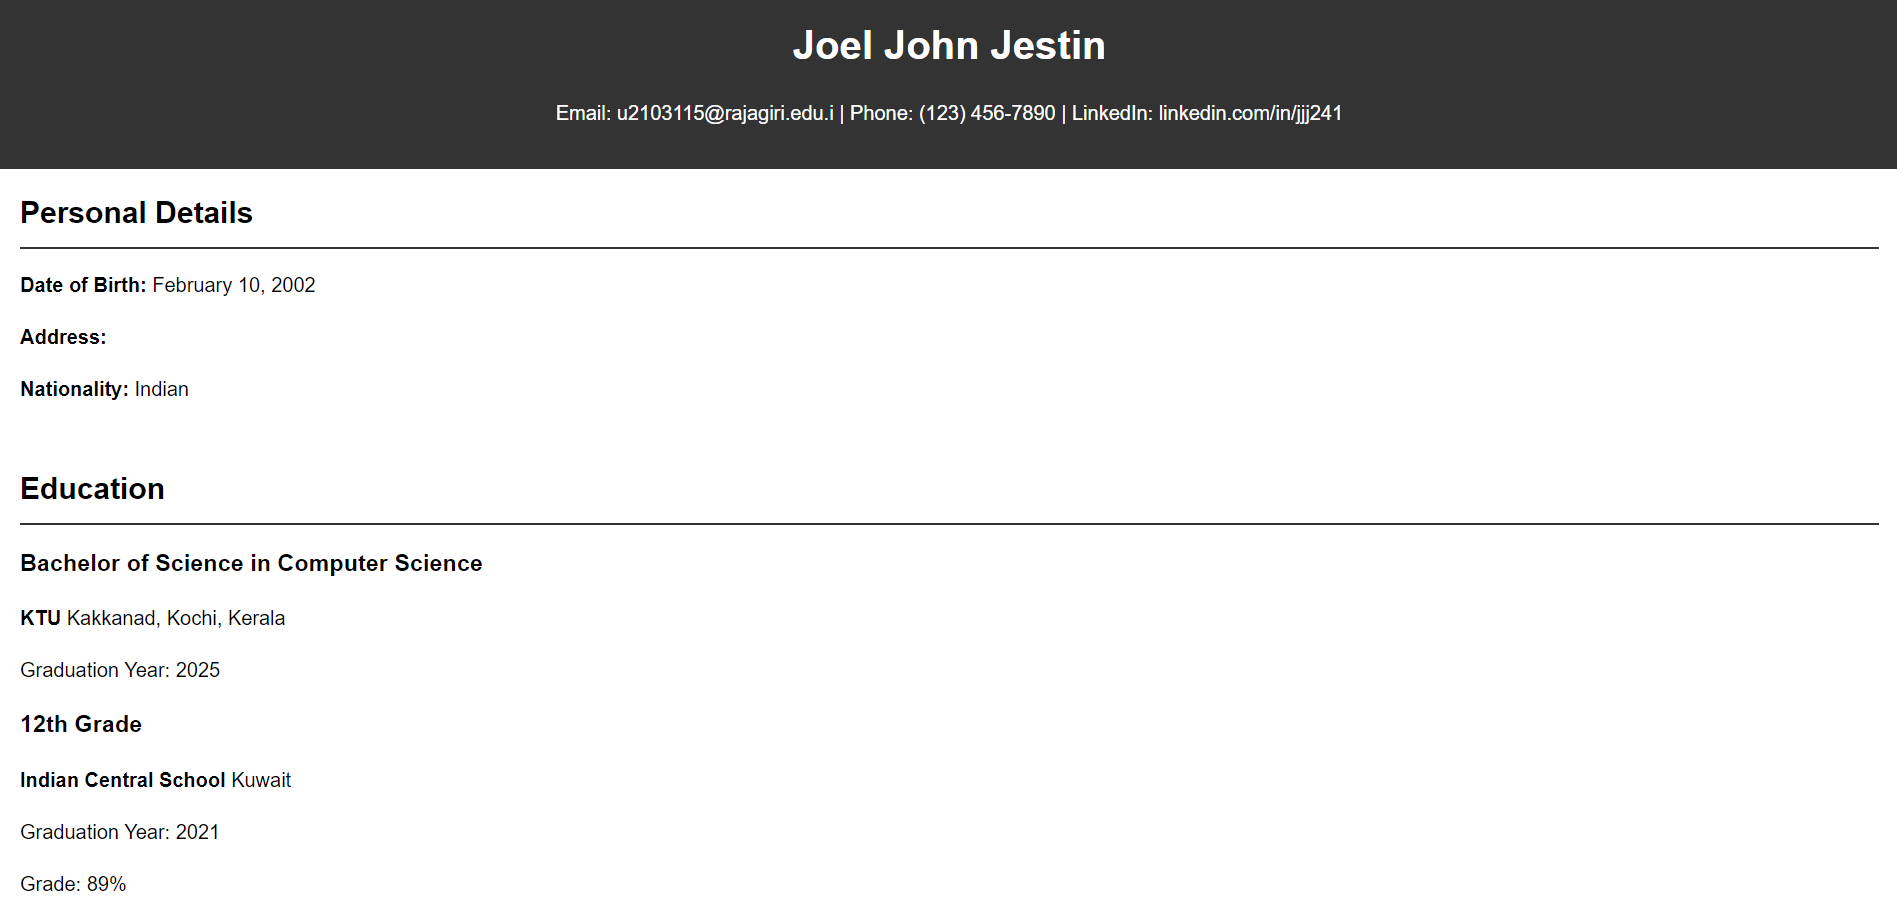 Joel John Jestin
Email: u2103115@rajagiri.edu.i | Phone: (123) 456-7890 | LinkedIn: linkedin.com/in/jjj241
Personal Details
Date of Birth: February 10, 2002
Address:
Nationality: Indian
Education
Bachelor of Science in Computer Science
KTU Kakkanad, Kochi, Kerala
Graduation Year: 2025
12th Grade
Indian Central School Kuwait
Graduation Year: 2021
Grade: 89%